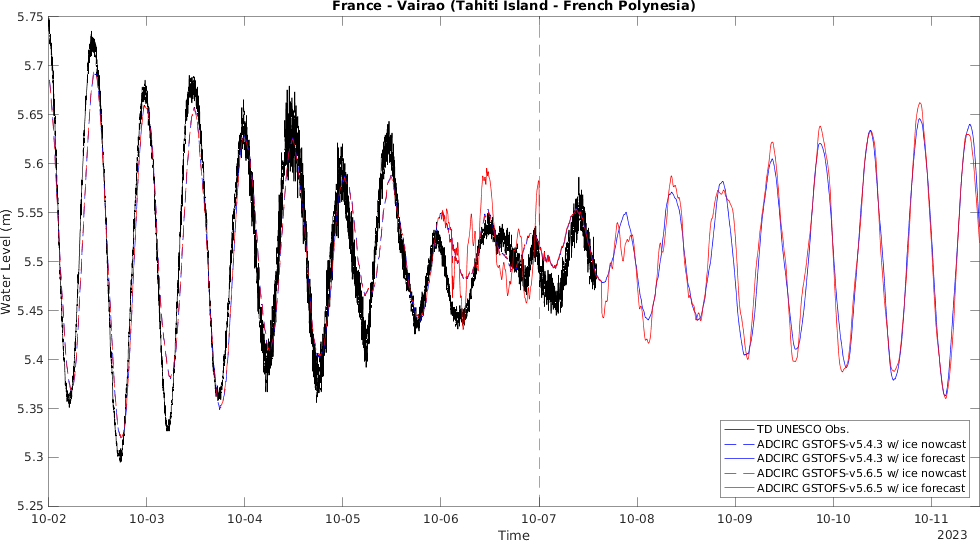 France - Vairao (Tahiti Island - French Polynesia)
5.75
5.7
5.65
5.6
5.55
5.5
5.45
5.4
5.35
5.3
5.25
Water Level (m)
TD UNESCO Obs.
ADCIRC GSTOFS-v5.4.3 w/ ice nowcast
ADCIRC GSTOFS-v5.4.3 w/ ice forecast
ADCIRC GSTOFS-v5.6.5 w/ ice nowcast
ADCIRC GSTOFS-v5.6.5 w/ ice forecast
10-02 10-03 10-04 10-05 10-06 10-07 10-08 10-09 10-10 10-11
Time
2023